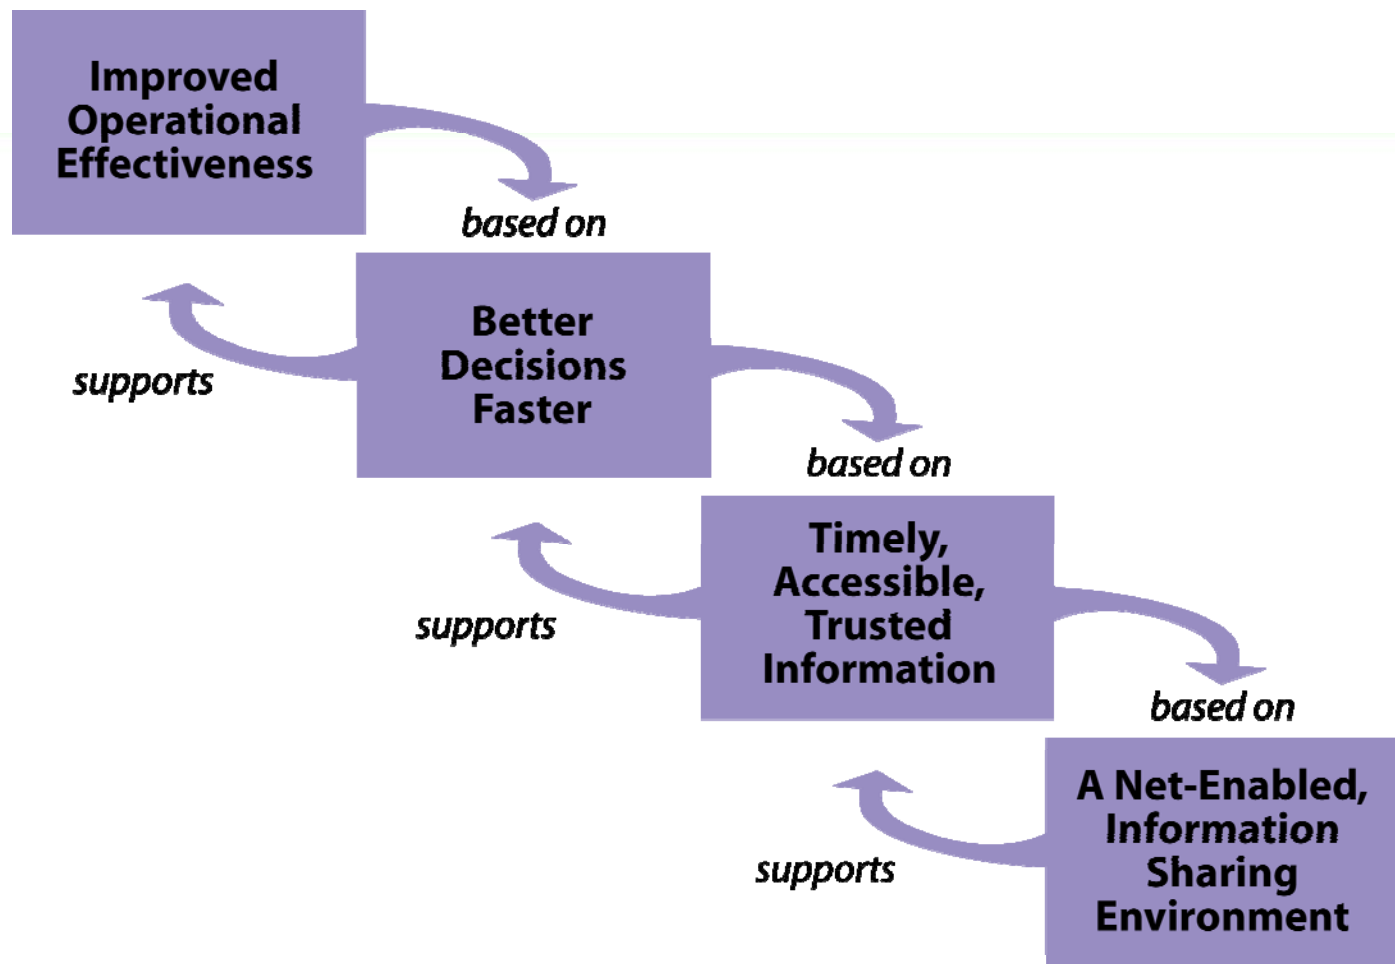 Improved
Operational
Effectiveness
based on
supports
Better
Decisions
Faster
based on
supports
Timely,
Accessible,
Trusted
Information
based on
supports
A Net-Enabled,
Information
Sharing
Environment